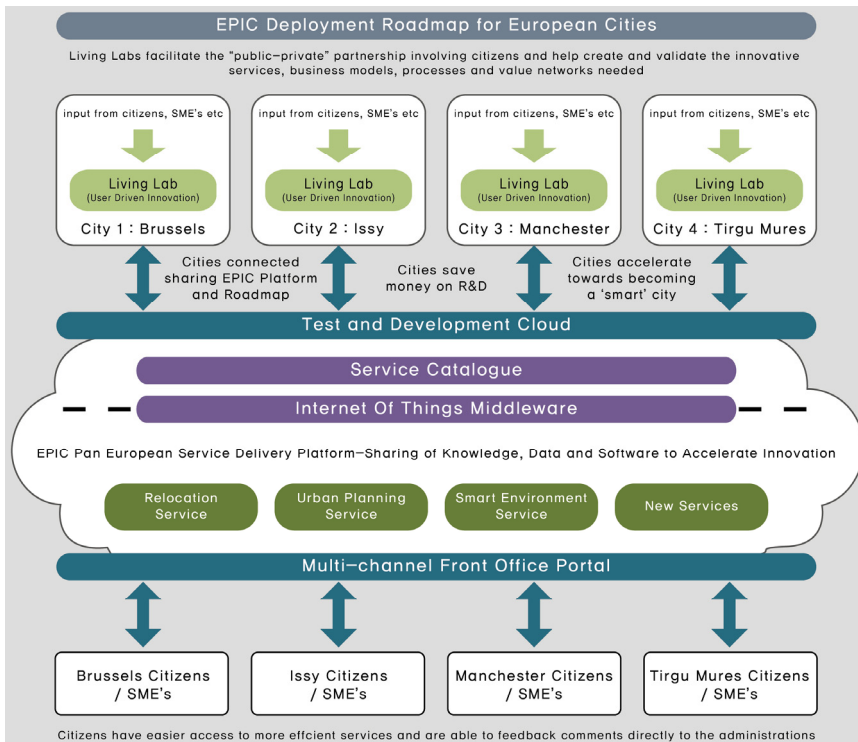 EPIC Deployment Roadmap for European Cities
Living Labs facilitate the “public-private” partnership involving citizens and help create and validate the innovative
services, business models, processes and value networks needed
input from citizens, SME's etc
Living Lab
(User Driven Innovation)
City 1 : Brussels
input from citizens, SME's etc
Living Lab
(User Driven Innovation)
City 2 : Issy
input from citizens, SME's etc
Living Lab
(User Driven Innovation)
City 3 : Manchester
input from citizens, SME's etc
Living Lab
(User Driven Innovation)
City 4 : Tirgu Mures
Cities connected
sharing EPIC Platform
and Roadmap
Cities save
money on R&D
Cities accelerate
towards becoming
a ‘smart’ city
Test and Development Cloud
Service Catalogue
Internet Of Things Middleware
EPIC Pan European Service Delivery Platform-Sharing of Knowledge, Data and Software to Accelerate Innovation
Relocation
Service
Urban Planning
Service
Smart Environment
Service
New Services
Multi-channel Front Office Portal
Brussels Citizens
/ SME's
Issy Citizens
/ SME's
Manchester Citizens
/ SME's
Tirgu Mures Citizens
/ SME's
Citizens have easier access to more effcient services and are able to feedback comments directly to the administrations